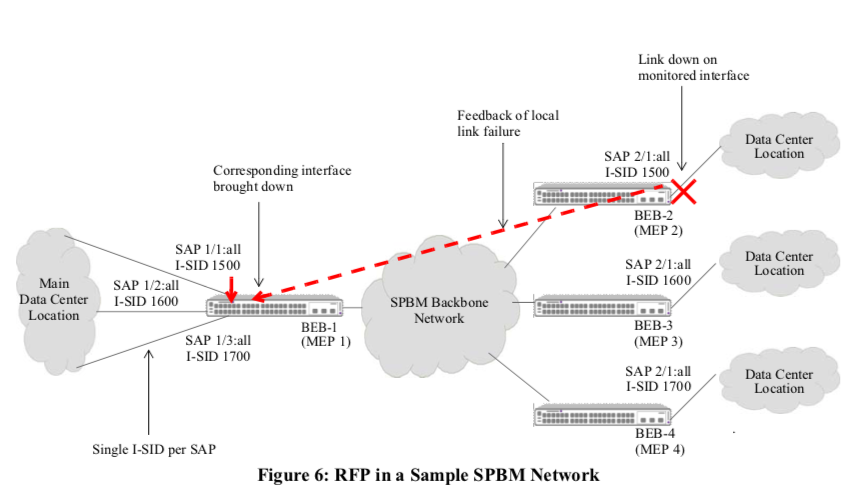 Link down on
monitored interface
Feedback of local
link failure
Data Center
Location
SAP 2/1:all
I-SID 1500
Corresponding interface
brought down
BEB-2
(MEP 2)
SAP 1/1:all
I-SID 1500
SAP 2/1:all
I-SID 1600
Data Center
Location
Main
Data Center
Location
SAP 1/2:all
I-SID 1600
SPBM Backbone
Network
BEB-1
(MEP 1)
BEB-3
(MEP 3)
SAP 1/3:all
I-SID 1700
SAP 2/1:all
I-SID 1700
Data Center
Location
Single I-SID per SAP
BEB-4
(MEP 4)
Figure 6: RFP in a Sample SPBM Network